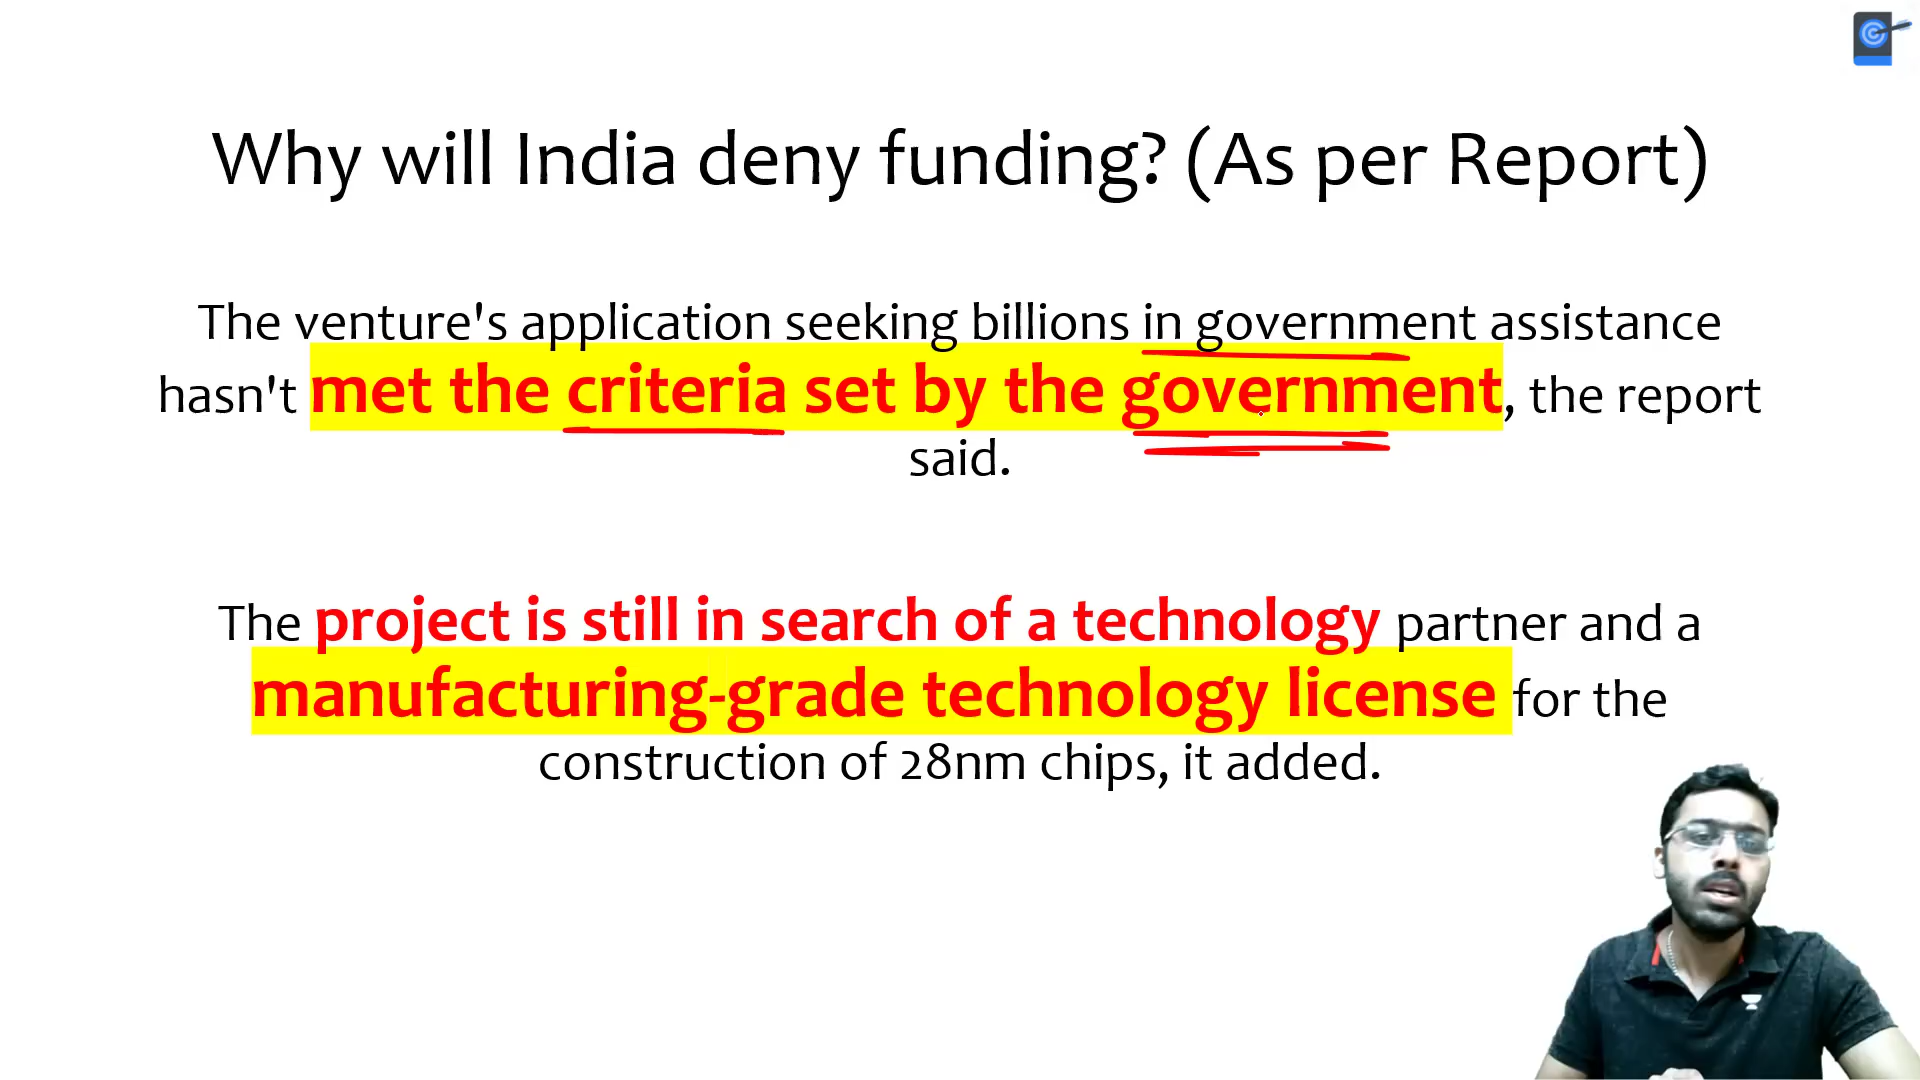 Why will India deny funding? (As per Report)
The venture's application seeking billions in government assistance
hasn't met the criteria set by the government, the report
said.
The project is still in search of a technology partner and a
manufacturing-grade technology license for the
construction of 28nm chips, it added.